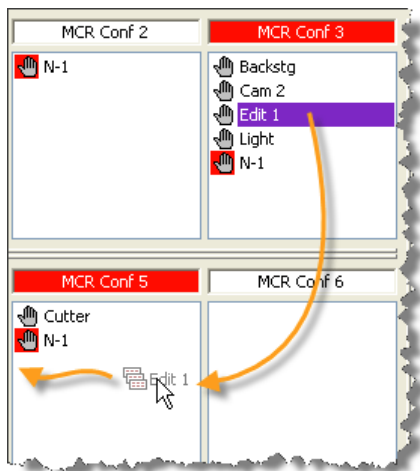 MCR Conf 2
MCR Conf 3
N-1
Backstg
Cam 2
Edit 1
Light
N-1
MCR Conf 5
MCR Conf 6
Cutter
N-1
Edit 1